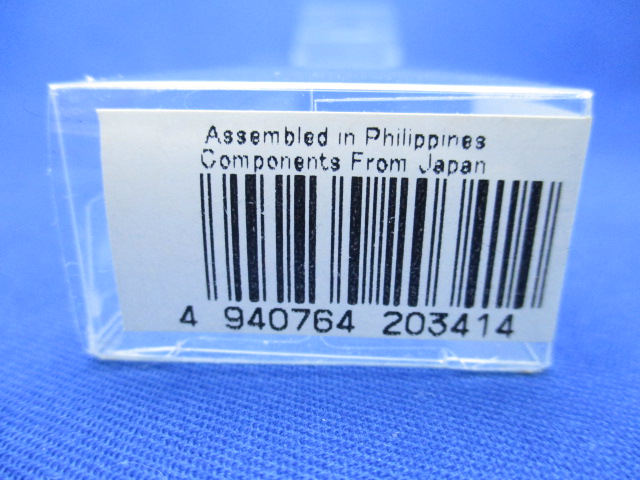 Assembled in Philippines
Components From Japan
4 940764 203414